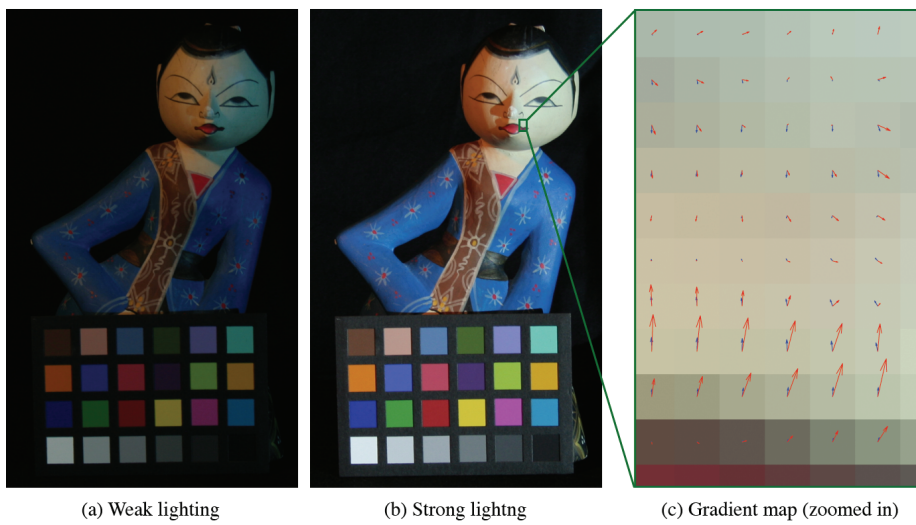 (a) Weak lighting
(b) Strong lightng
(c) Gradient map (zoomed in)